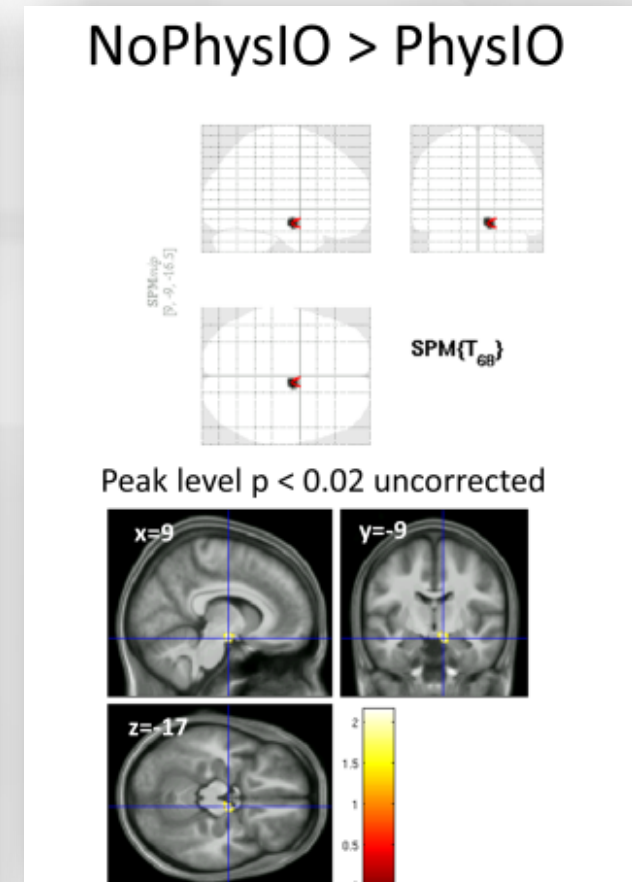 NoPhysIO > PhysIO
SPMmip
[9, -9, -16.5]
SPM{T68}
Peak level p < 0.02 uncorrected
x=9
y=-9
z=-17
2
1.5
1
0.5